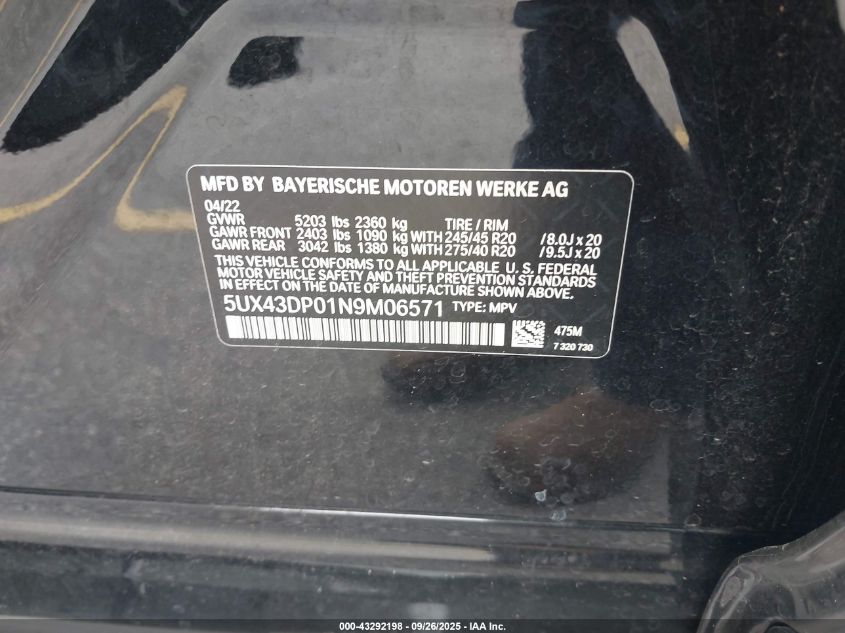 MFD BY BAYERISCHE MOTOREN WERKE AG
04/22
GVWR 5203 lbs 2360 kg TIRE / RIM
GAWR FRONT 2403 lbs 1090 kg WITH 245/45 R20 /8.0J x 20
GAWR REAR 3042 lbs 1380 kg WITH 275/40 R20 /9.5J x 20
THIS VEHICLE CONFORMS TO ALL APPLICABLE U. S. FEDERAL
MOTOR VEHICLE SAFETY AND THEFT PREVENTION STANDARDS
IN EFFECT ON THE DATE OF MANUFACTURE SHOWN ABOVE.
5UX43DP01N9M06571 TYPE: MPV
475M
7 320 730
000-43292198 - 09/26/2025 - IAA Inc.